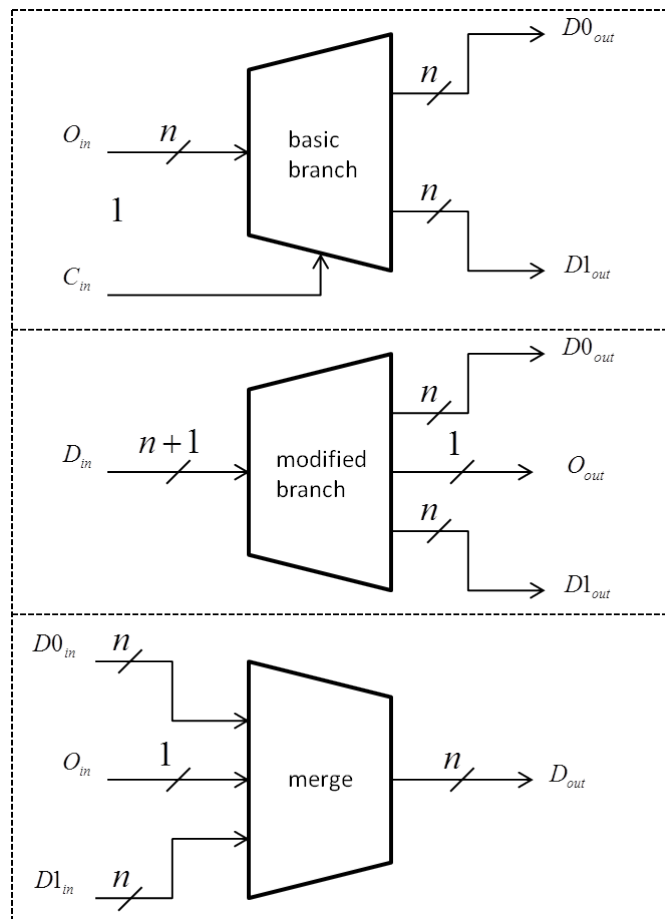 D0out
n
n
Oin
basic
branch
n
1
Cin
D1out
D0out
n
n+1
1
Din
modified
branch
Oout
n
D1out
D0in
n
Oin
1
merge
n
Dout
D1in
n